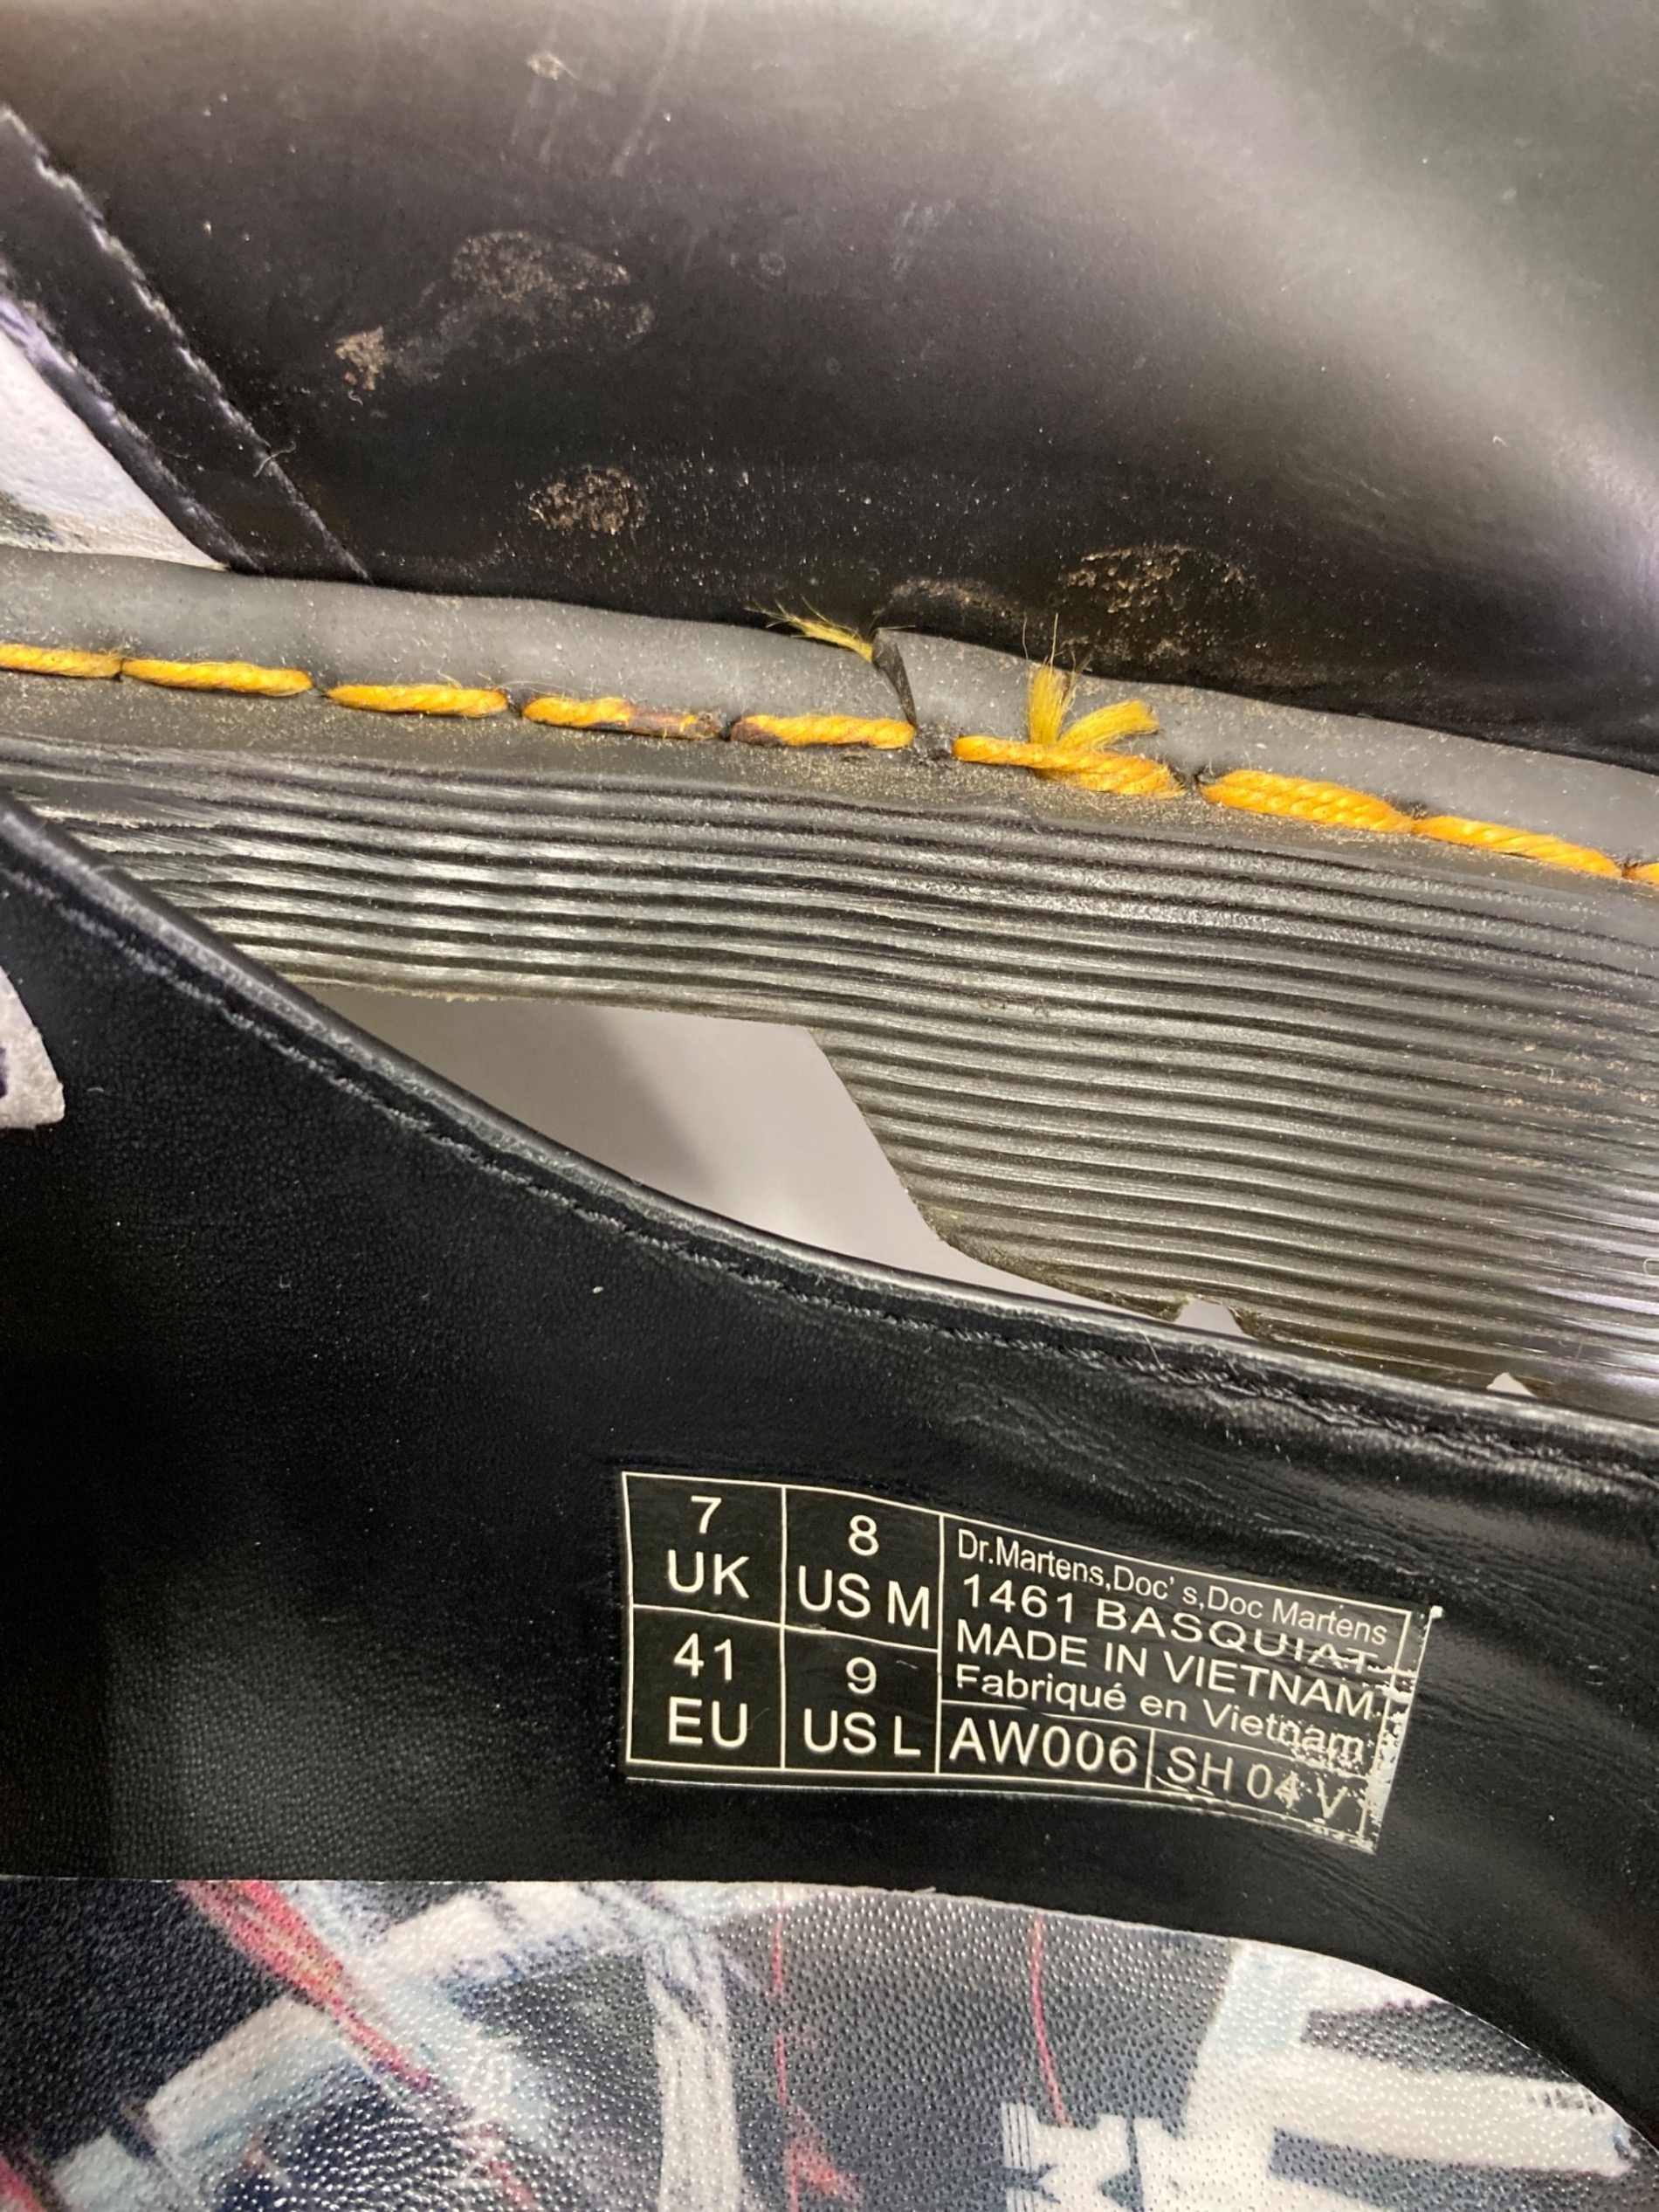 7
UK
8
US M
41
EU
9
US L
Dr.Martens,Doc' s,Doc Martens
1461 BASQUIAT
MADE IN VIETNAM
Fabriqué en Vietnam
AW006
SH 04 V